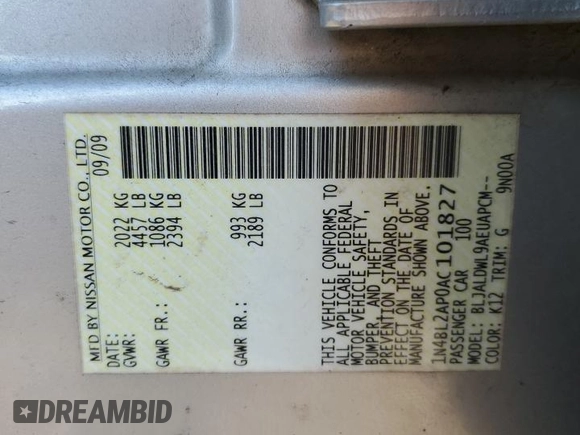 MFD BY NISSAN MOTOR CO., LTD.
DATE: 09/09
GVWR: 2022 KG
4457 LB
GAWR FR: 1086 KG
2394 LB
GAWR RR: 993 KG
2189 LB
THIS VEHICLE CONFORMS TO
ALL APPLICABLE FEDERAL
MOTOR VEHICLE SAFETY,
BUMPER, AND THEFT
PREVENTION STANDARDS IN
EFFECT ON THE DATE OF
MANUFACTURE SHOWN ABOVE.
1N4BL2AP0AC101827
PASSENGER CAR 100
MODEL: BLJALDWL9AEUAPCM--
COLOR: K12 TRIM: G 9N00A
DREAMBID